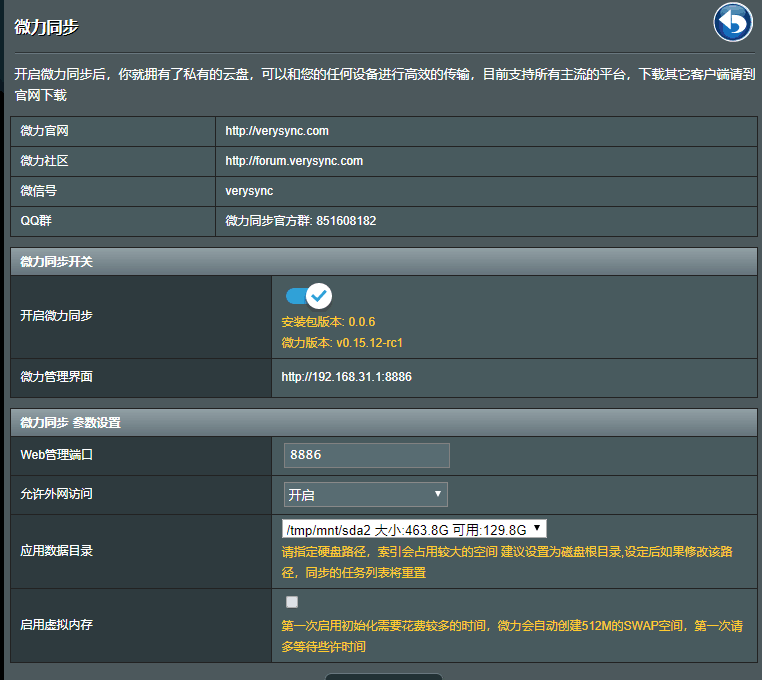 微力同步
开启微力同步后，你就拥有了私有的云盘，可以和您的任何设备进行高效的传输，目前支持所有主流的平台，下载其它客户端请到
官网下载
微力官网 http://verysync.com
微力社区 http://forum.verysync.com
微信号 verysync
QQ群 微力同步官方群: 851608182
微力同步开关
开启微力同步
安装包版本: 0.0.6
微力版本: v0.15.12-rc1
微力管理界面 http://192.168.31.1:8886
微力同步 参数设置
Web管理端口 8886
允许外网访问 开启
应用数据目录 /tmp/mnt/sda2 大小:463.8G 可用:129.8G
请指定硬盘路径，索引会占用较大的空间 建议设置为磁盘根目录,设定后如果修改该路
径，同步的任务列表将重置
启用虚拟内存
第一次启用初始化需要花费较多的时间，微力会自动创建512M的SWAP空间，第一次请
多等待些许时间